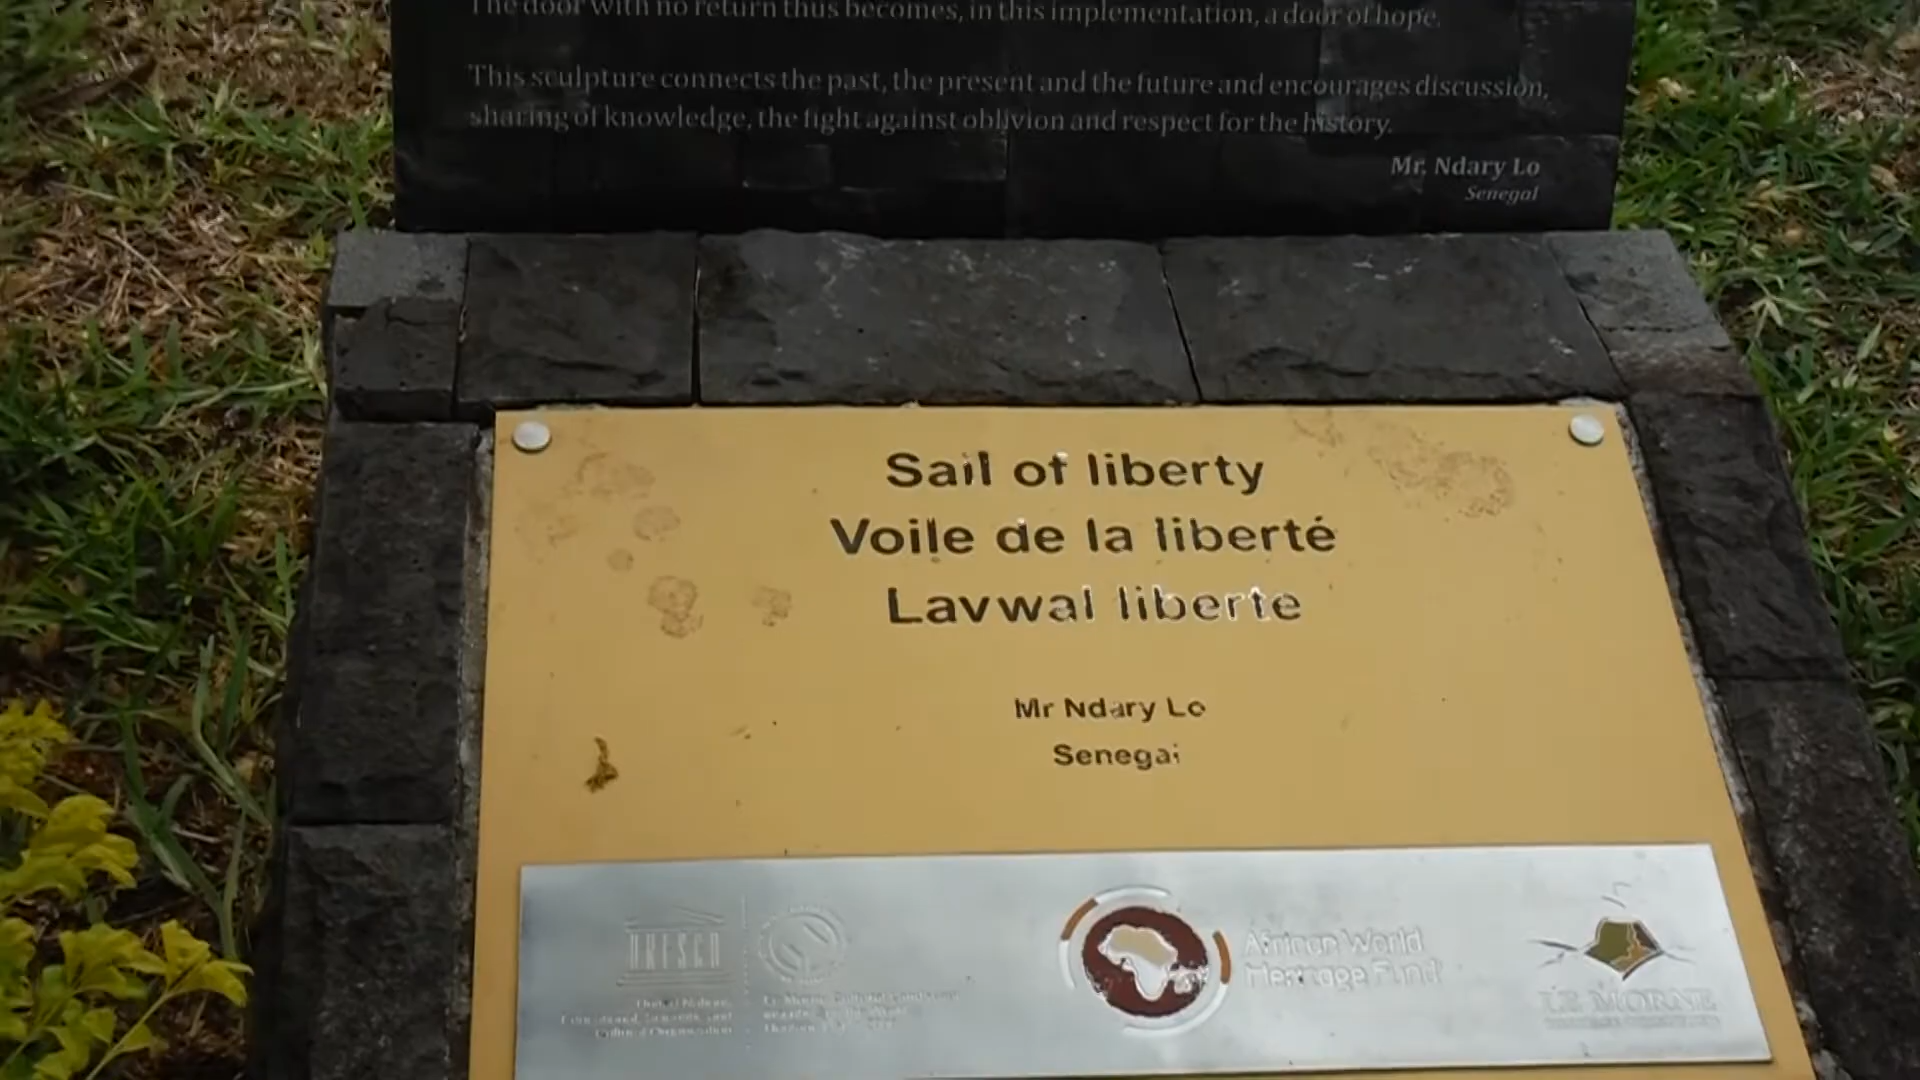 The door with no return thus becomes, in this implementation, a door of hope.
This sculpture connects the past, the present and the future and encourages discussion,
sharing of knowledge, the fight against oblivion and respect for the history.
Mr. Ndary Lo
Senegal
Sail of liberty
Voile de la liberté
Lavwal liberte
Mr Ndary Lo
Senegal
UNESCO
African World
Heritage Fund
LE MORNE